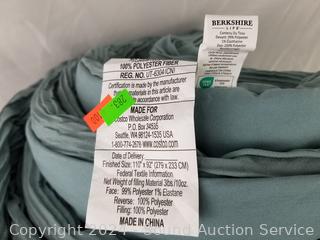 BERKSHIRE
LIFE
100% POLYESTER FIBER
REG. NO. UT-6304 (CN)
Certification is made by the manufacturer
materials in this article
accordance with law.
MADE FOR
Costco Wholesale Corporation
P.O. Box 34535
Seattle, WA 98124-1535 USA
1-800-774-2678 www.costco.com
Date of Delivery
Finished Size: 110" x 92" (279 x 233 CM)
Federal Textile Information.
Net Weight of filling Material 3lbs /10oz.
Face: 99% Polyester 1% Elastane
Reverse: 100% Polyester
Filling: 100% Polyester
MADE IN CHINA
Copyright 2024 Sound Auction Service